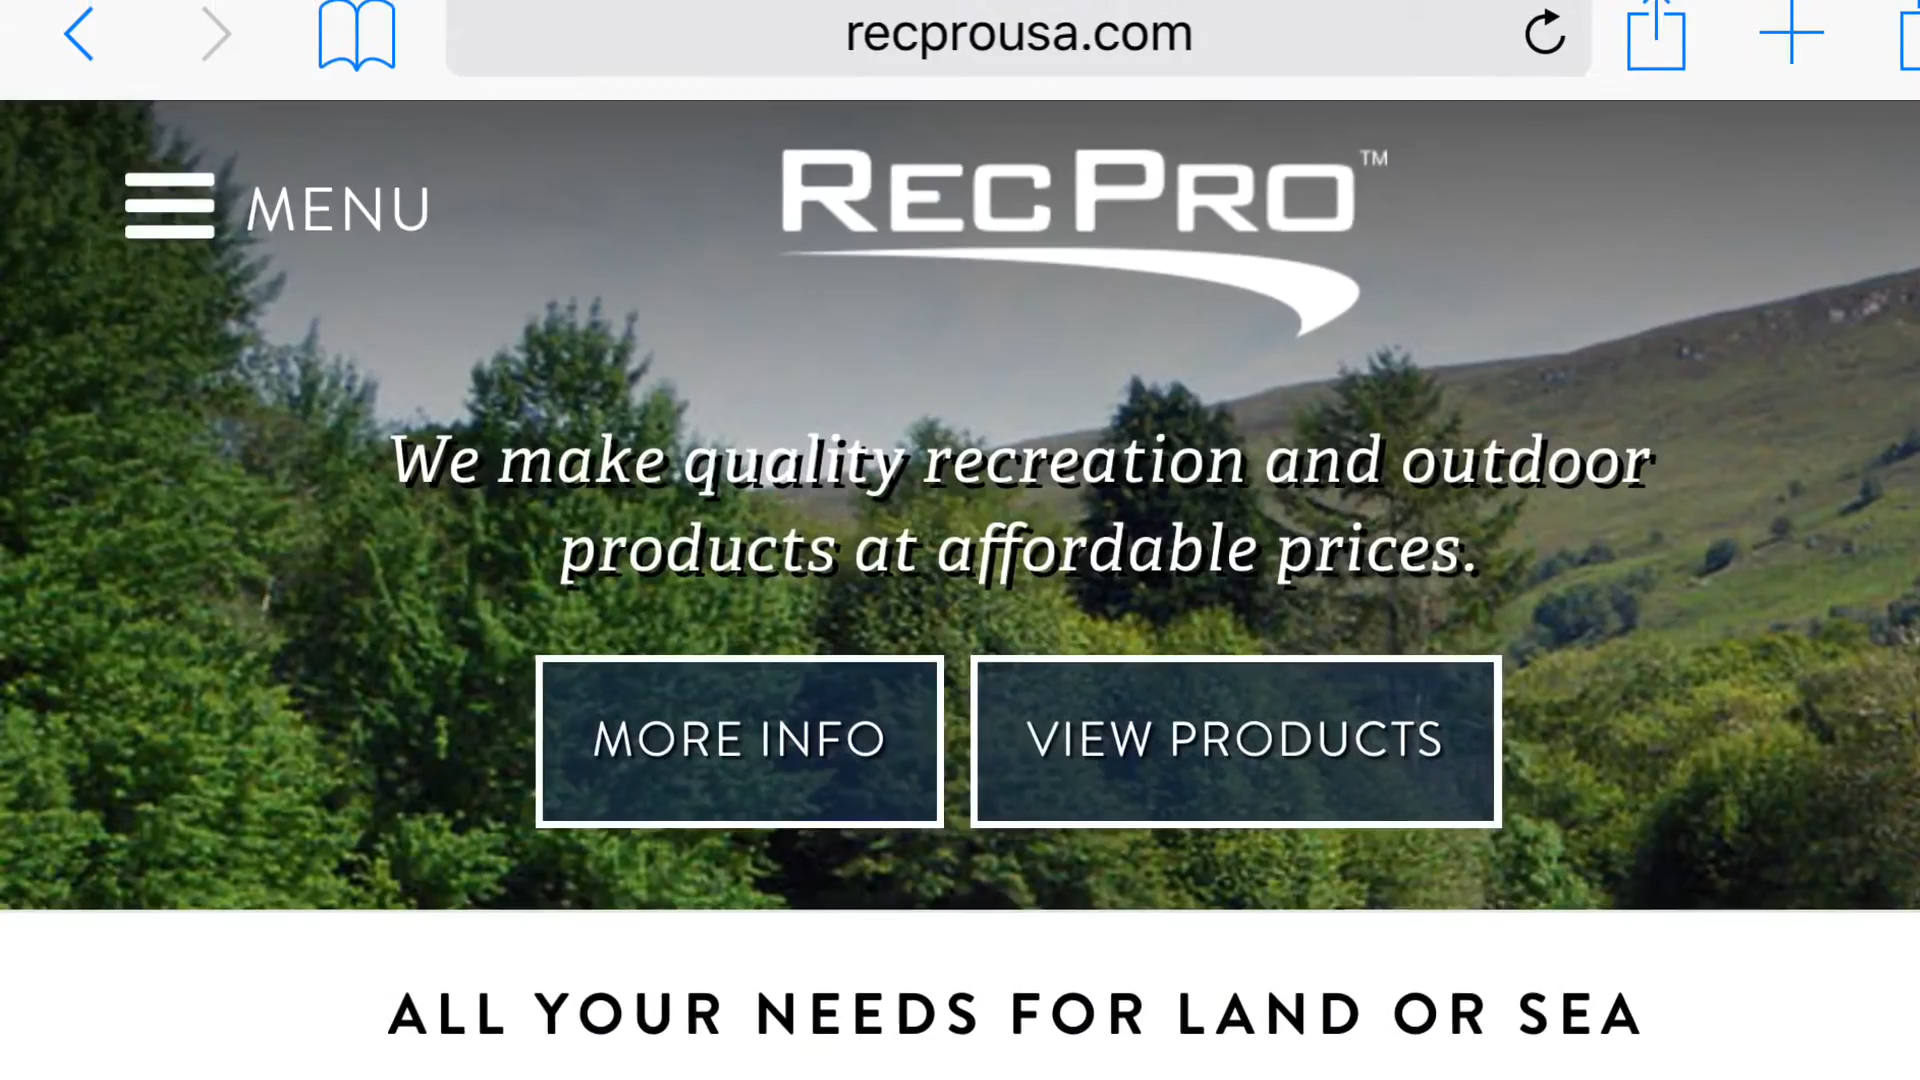 recprousa.com
MENU
RECPRO™
We make quality recreation and outdoor
products at affordable prices.
MORE INFO
VIEW PRODUCTS
ALL YOUR NEEDS FOR LAND OR SEA